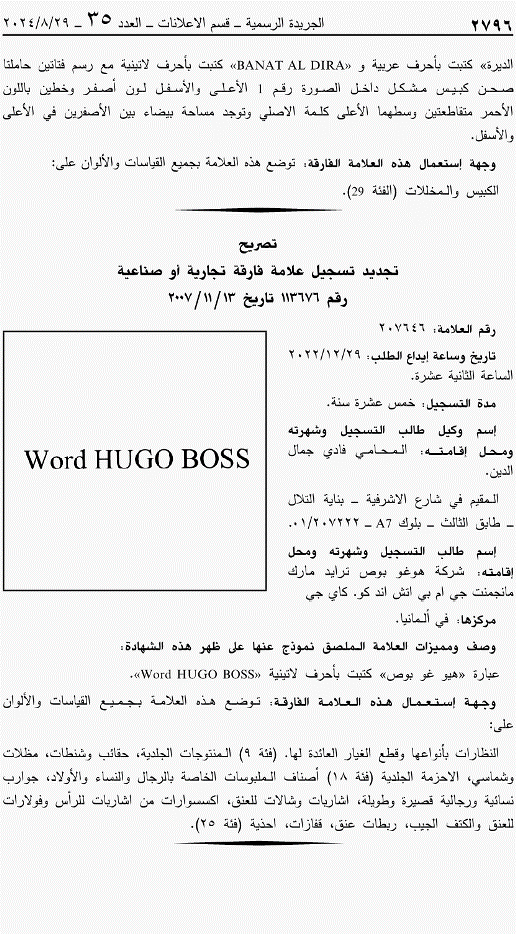 ٢٧٩٦
الجريدة الرسمية – قسم الاعلانات – العدد ٣٥ – ٢٠٢٤/٨/٢٩
الديرة» كتبت بأحرف عربية و «BANAT AL DIRA» كتبت بأحرف لاتينية مع رسم فتاتين حاملتا
صحن كبيس مشكل داخل الصورة رقم 1 الأعلى والأسفل لون أصفر وخطين باللون
الأحمر متقاطعتين وسطهما الأعلى كلمة الاصلي وتوجد مساحة بيضاء بين الأصفرين في الأعلى
والأسفل.
وجهة إستعمال هذه العلامة الفارقة: توضع هذه العلامة بجميع القياسات والألوان على:
الكبيس والمخللات (الفئة 29).
تصريح
تجديد تسجيل علامة فارقة تجارية أو صناعية
رقم ١١٣٦٧٦ تاريخ ٢٠٠٧/١١/١٣
رقم العلامة: ٢٠٧٦٤٦
تاريخ وساعة إيداع الطلب: ٢٠٢٢/١٢/٢٩
الساعة الثانية عشرة.
مدة التسجيل: خمس عشرة سنة.
إسم وكيل طالب التسجيل وشهرته
ومحل إقامته: المحامي فادي جمال
الدين.
المقيم في شارع الاشرفية – بناية التلال
– طابق الثالث – بلوك A7 – ٠١/٢٠٧٢٢٢.
إسم طالب التسجيل وشهرته ومحل
إقامته: شركة هوغو بوص ترايد مارك
مانجمنت جي ام بي اتش اند كو. كاي جي
مركزها: في ألمانيا.
Word HUGO BOSS
وصف ومميزات العلامة الملصق نموذج عنها على ظهر هذه الشهادة:
عبارة «هيو غو بوص» كتبت بأحرف لاتينية «Word HUGO BOSS».
وجهة إستعمال هذه العلامة الفارقة: توضع هذه العلامة بجميع القياسات والألوان
على:
النظارات بأنواعها وقطع الغيار العائدة لها. (فئة ٩) المنتوجات الجلدية، حقائب وشنطات، مظلات
وشماسي، الاحزمة الجلدية (فئة ١٨) أصناف الملبوسات الخاصة بالرجال والنساء والأولاد، جوارب
نسائية ورجالية قصيرة وطويلة، اشاربات وشالات للعنق، اكسسوارات من اشاربات للرأس وفولارات
للعنق والكتف الجيب، ربطات عنق، قفازات، احذية (فئة ٢٥).